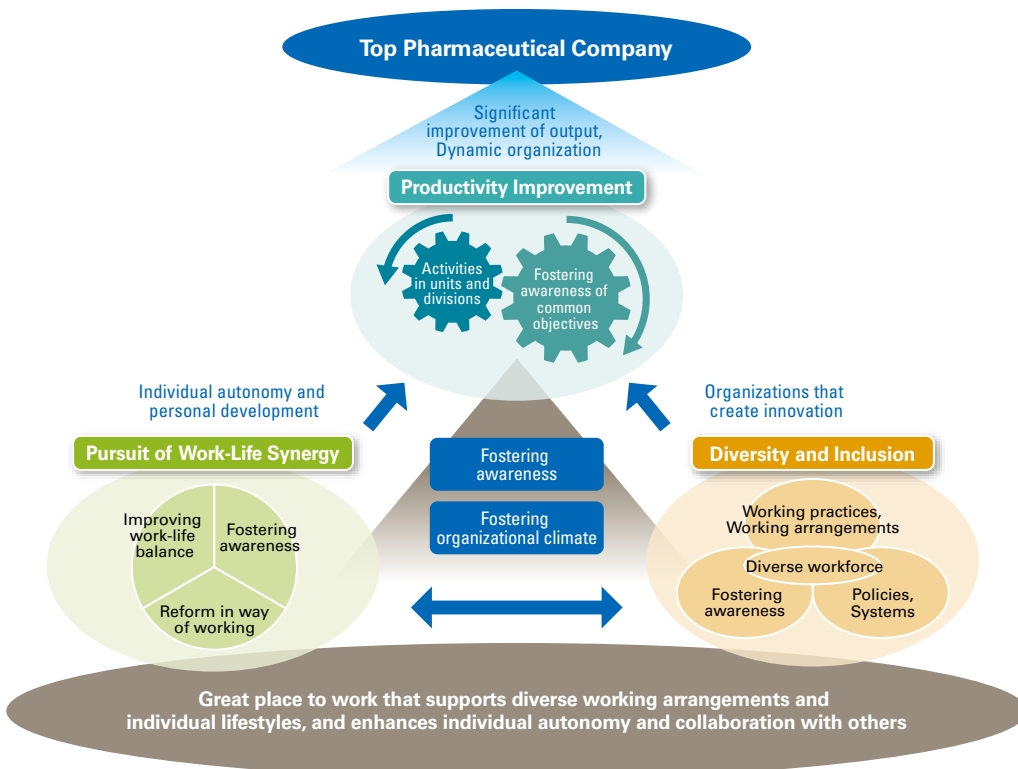 Top Pharmaceutical Company
Significant
improvement of output,
Dynamic organization
Productivity Improvement
Activities
in units and
divisions
Fostering
awareness of
common
objectives
Individual autonomy and
personal development
Organizations that
create innovation
Pursuit of Work-Life Synergy
Fostering
awareness
Diversity and Inclusion
Improving
work-life
balance
Fostering
awareness
Reform in way
of working
Fostering
organizational climate
Working practices,
Working arrangements
Diverse workforce
Fostering
awareness
Policies,
Systems
Great place to work that supports diverse working arrangements and
individual lifestyles, and enhances individual autonomy and collaboration with others